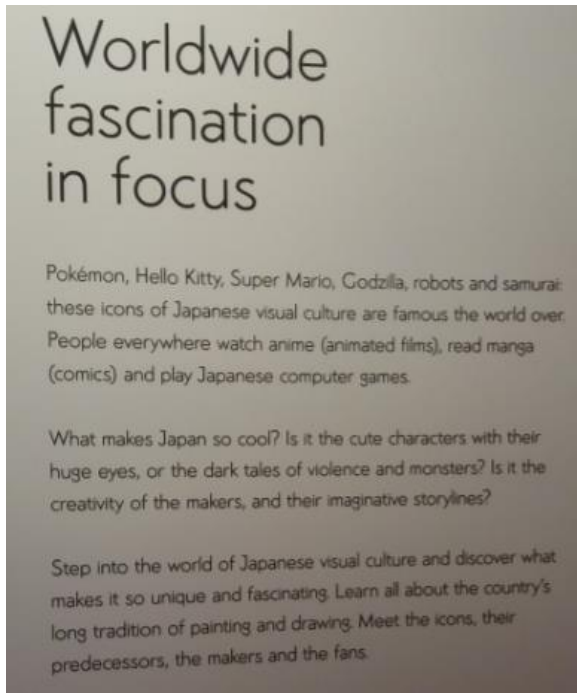 Worldwide
fascination
in focus
Pokémon, Hello Kitty, Super Mario, Godzilla, robots and samurai:
these icons of Japanese visual culture are famous the world over.
People everywhere watch anime (animated films), read manga
(comics) and play Japanese computer games.
What makes Japan so cool? Is it the cute characters with their
huge eyes, or the dark tales of violence and monsters? Is it the
creativity of the makers, and their imaginative storylines?
Step into the world of Japanese visual culture and discover what
makes it so unique and fascinating. Learn all about the country's
long tradition of painting and drawing. Meet the icons, their
predecessors, the makers and the fans.